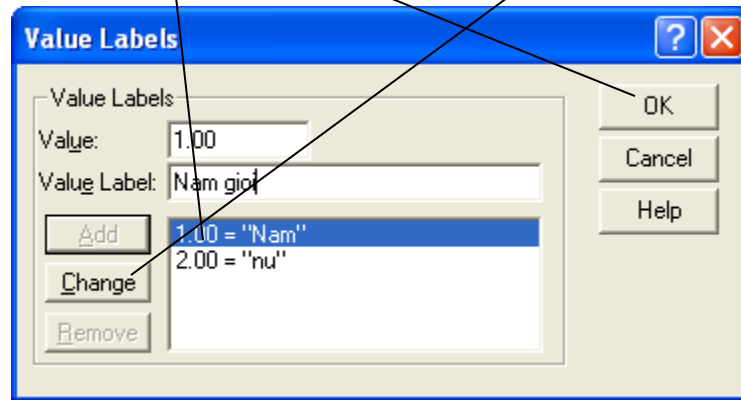 Value Labels
Value Labels
OK
Value: 1.00
Cancel
Value Label: Nam gioi
Help
Add
1.00 = "Nam"
2.00 = "nu"
Change
Remove